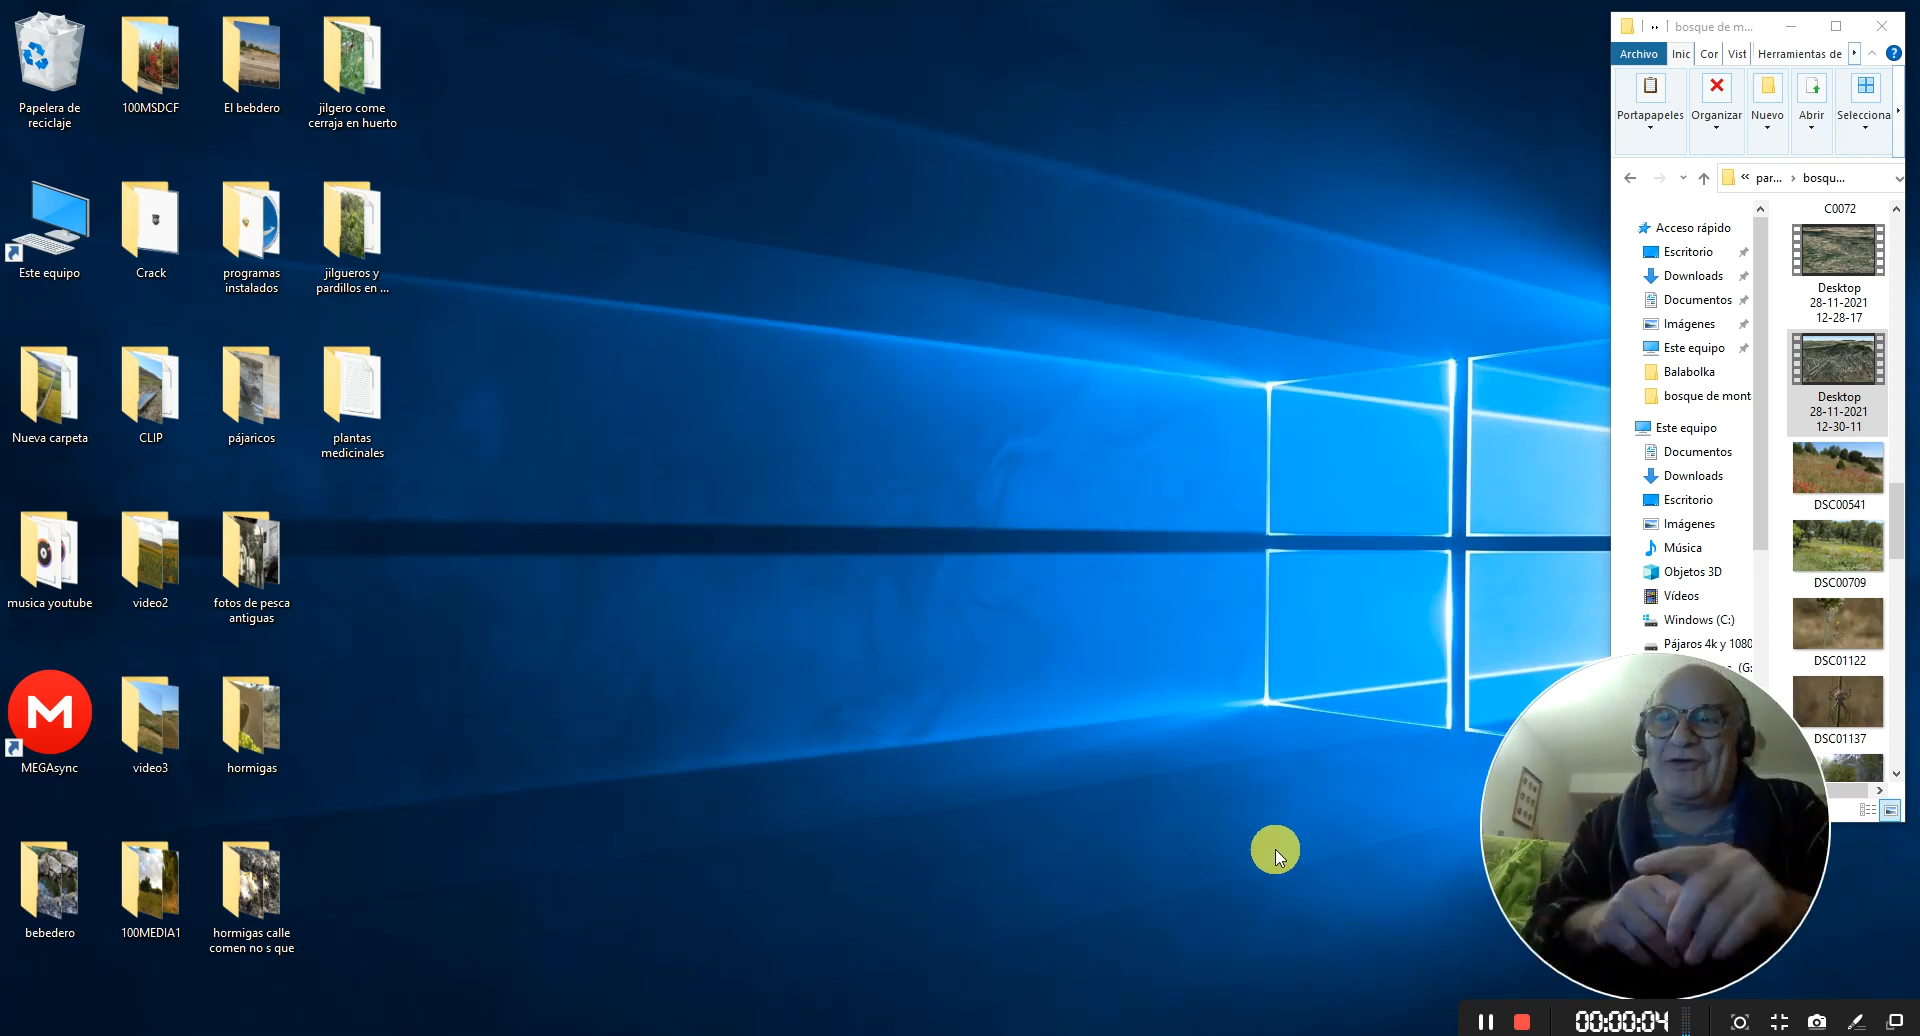 Papelera de
reciclaje
100MSDCF
El bebdero
jilgero come
cerraja en huerto
Este equipo
Crack
programas
instalados
jilgueros y
pardillos en ...
Nueva carpeta
CLIP
pájaricos
plantas
medicinales
musica youtube
video2
fotos de pesca
antiguas
MEGAsync
video3
hormigas
bebedero
100MEDIA1
hormigas calle
comen no s que
bosque de m...
Archivo
Inic
Cor
Vist
Herramientas de
Portapapeles
Organizar
Nuevo
Abrir
Selecciona
« par... › bosqu...
Acceso rápido
Escritorio
Downloads
Documentos
Imágenes
Este equipo
Balabolka
bosque de mont
Este equipo
Documentos
Downloads
Escritorio
Imágenes
Música
Objetos 3D
Vídeos
Windows (C:)
Pájaros 4k y 1080
(G:
C0072
Desktop
28-11-2021
12-28-17
Desktop
28-11-2021
12-30-11
DSC00541
DSC00709
DSC01122
DSC01137
00:00:04